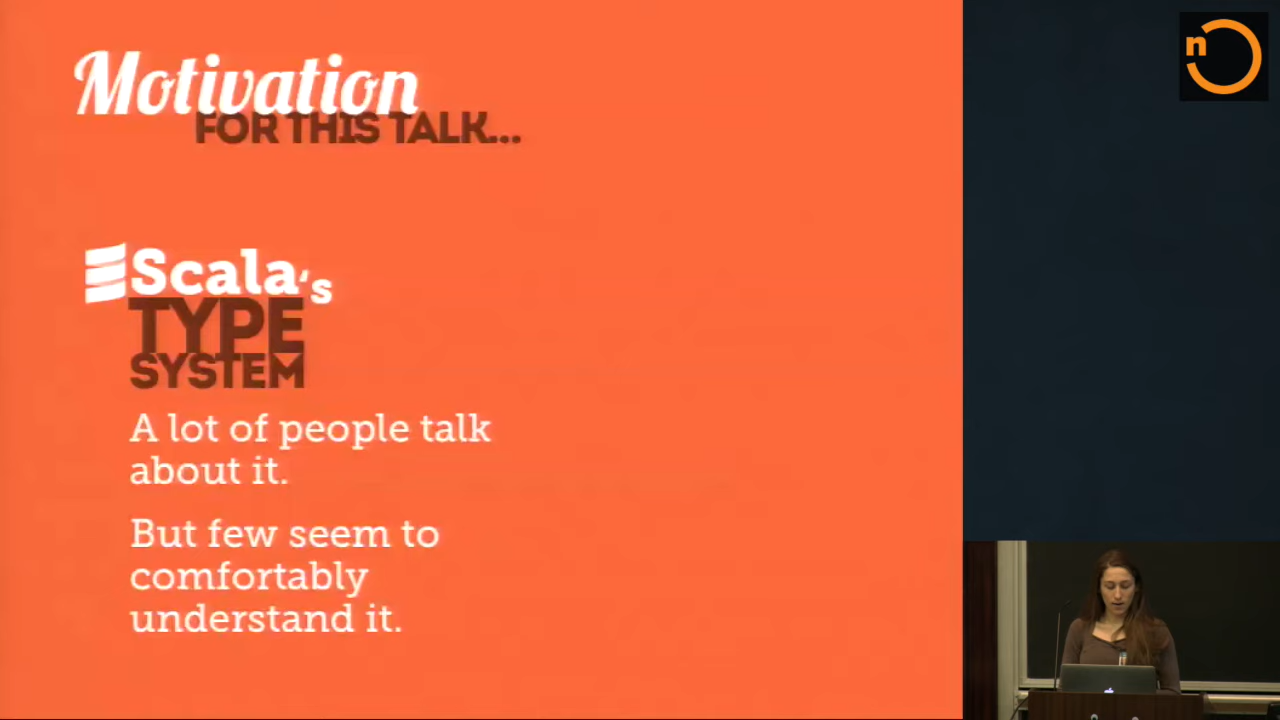 Motivation
FOR THIS TALK...
n
Scala's
TYPE
SYSTEM
A lot of people talk
about it.
But few seem to
comfortably
understand it.